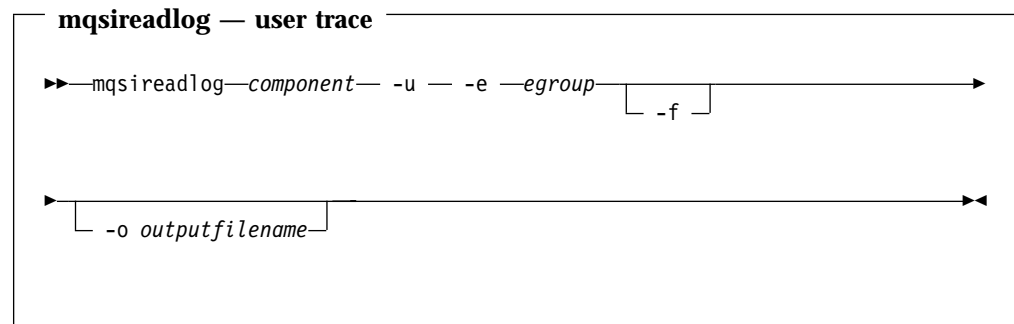 mqsireadlog — user trace
mqsireadlog component -u -e egroup
-f
-o outputfilename